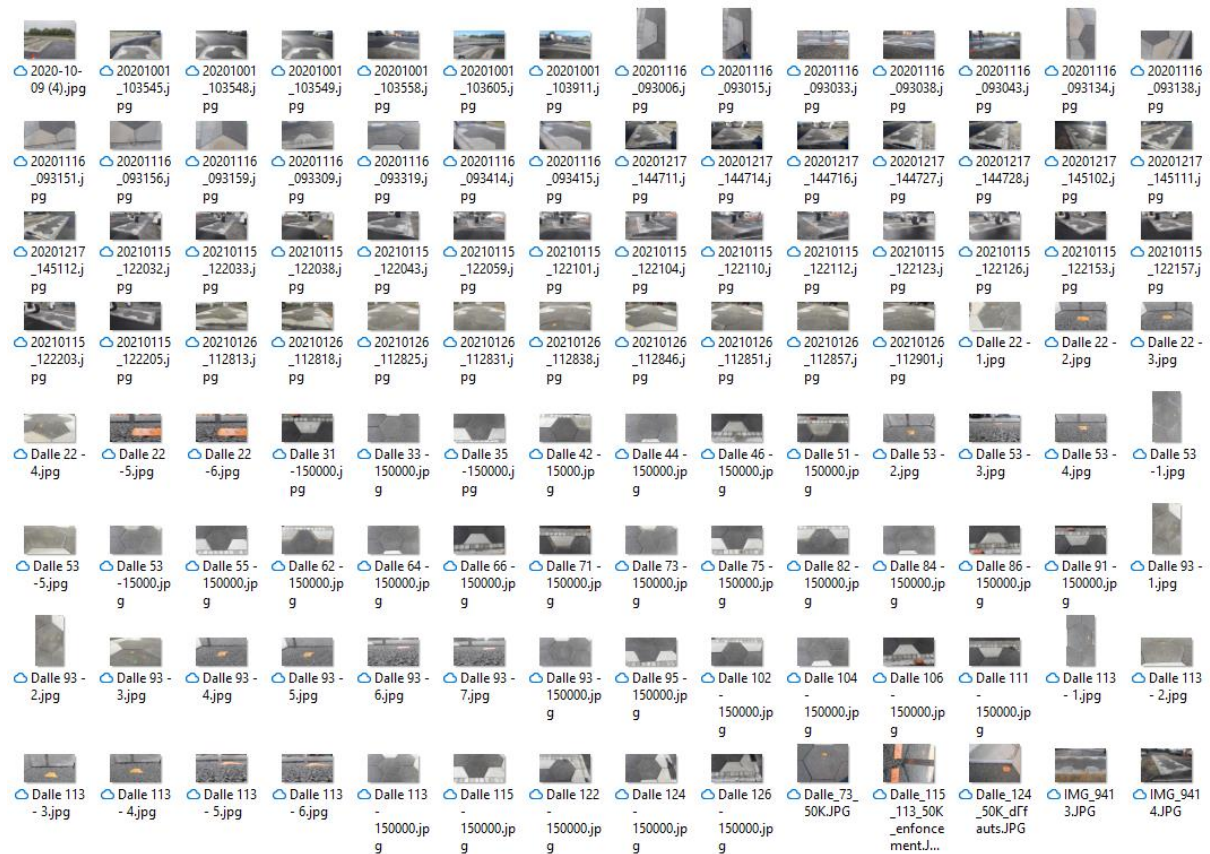 2020-10- 20201001 20201001 20201001 20201001 20201001 20201001 20201116 20201116 20201116 20201116 20201116 20201116 20201116
09 (4).jpg _103545.j _103548.j _103549.j _103558.j _103605.j _103911.j _093006.j _093015.j _093033.j _093038.j _093043.j _093134.j _093138.j
pg pg pg pg pg pg pg pg pg pg pg pg pg
20201116 20201116 20201116 20201116 20201116 20201116 20201116 20201217 20201217 20201217 20201217 20201217 20201217 20201217
_093151.j _093156.j _093159.j _093309.j _093319.j _093414.j _093415.j _144711.j _144714.j _144716.j _144727.j _144728.j _145102.j _145111.j
pg pg pg pg pg pg pg pg pg pg pg pg pg pg
20201217 20210115 20210115 20210115 20210115 20210115 20210115 20210115 20210115 20210115 20210115 20210115 20210115 20210115
_145112.j _122032.j _122033.j _122038.j _122043.j _122059.j _122101.j _122104.j _122110.j _122112.j _122123.j _122126.j _122153.j _122157.j
pg pg pg pg pg pg pg pg pg pg pg pg pg pg
20210115 20210115 20210126 20210126 20210126 20210126 20210126 20210126 20210126 20210126 20210126 Dalle 22 - Dalle 22 - Dalle 22 -
_122203.j _122205.j _112813.j _112818.j _112825.j _112831.j _112838.j _112846.j _112851.j _112857.j _112901.j 1.jpg 2.jpg 3.jpg
pg pg pg pg pg pg pg pg pg pg pg
Dalle 22 - Dalle 22 Dalle 22 Dalle 31 Dalle 33 - Dalle 35 Dalle 42 - Dalle 44 - Dalle 46 - Dalle 51 - Dalle 53 - Dalle 53 - Dalle 53 - Dalle 53
4.jpg -5.jpg -6.jpg -150000.j 150000.jp -150000.j 15000.jp 150000.jp 150000.jp 150000.jp 2.jpg 3.jpg 4.jpg -1.jpg
pg g pg g g g g
Dalle 53 Dalle 53 Dalle 55 - Dalle 62 - Dalle 64 - Dalle 66 - Dalle 71 - Dalle 73 - Dalle 75 - Dalle 82 - Dalle 84 - Dalle 86 - Dalle 91 - Dalle 93 -
-5.jpg -15000.jp 150000.jp 150000.jp 150000.jp 150000.jp 150000.jp 150000.jp 150000.jp 150000.jp 150000.jp 150000.jp 150000.jp 1.jpg
g g g g g g g g g g g g
Dalle 93 - Dalle 93 - Dalle 93 - Dalle 93 - Dalle 93 - Dalle 93 - Dalle 93 - Dalle 95 - Dalle 102 Dalle 104 Dalle 106 Dalle 111 Dalle 113 Dalle 113
2.jpg 3.jpg 4.jpg 5.jpg 6.jpg 7.jpg 150000.jp 150000.jp - - - - - 1.jpg - 2.jpg
g g 150000.jp 150000.jp 150000.jp 150000.jp
g g g g
Dalle 113 Dalle 113 Dalle 113 Dalle 113 Dalle 113 Dalle 115 Dalle 122 Dalle 124 Dalle 126 Dalle_73_ Dalle_115 Dalle_124 IMG_941 IMG_941
- 3.jpg - 4.jpg - 5.jpg - 6.jpg - - - - - 50K.JPG _113_50K _50K_dГf 3.JPG 4.JPG
150000.jp 150000.jp 150000.jp 150000.jp 150000.jp _enfonce auts.JPG
g g g g g ment.J...